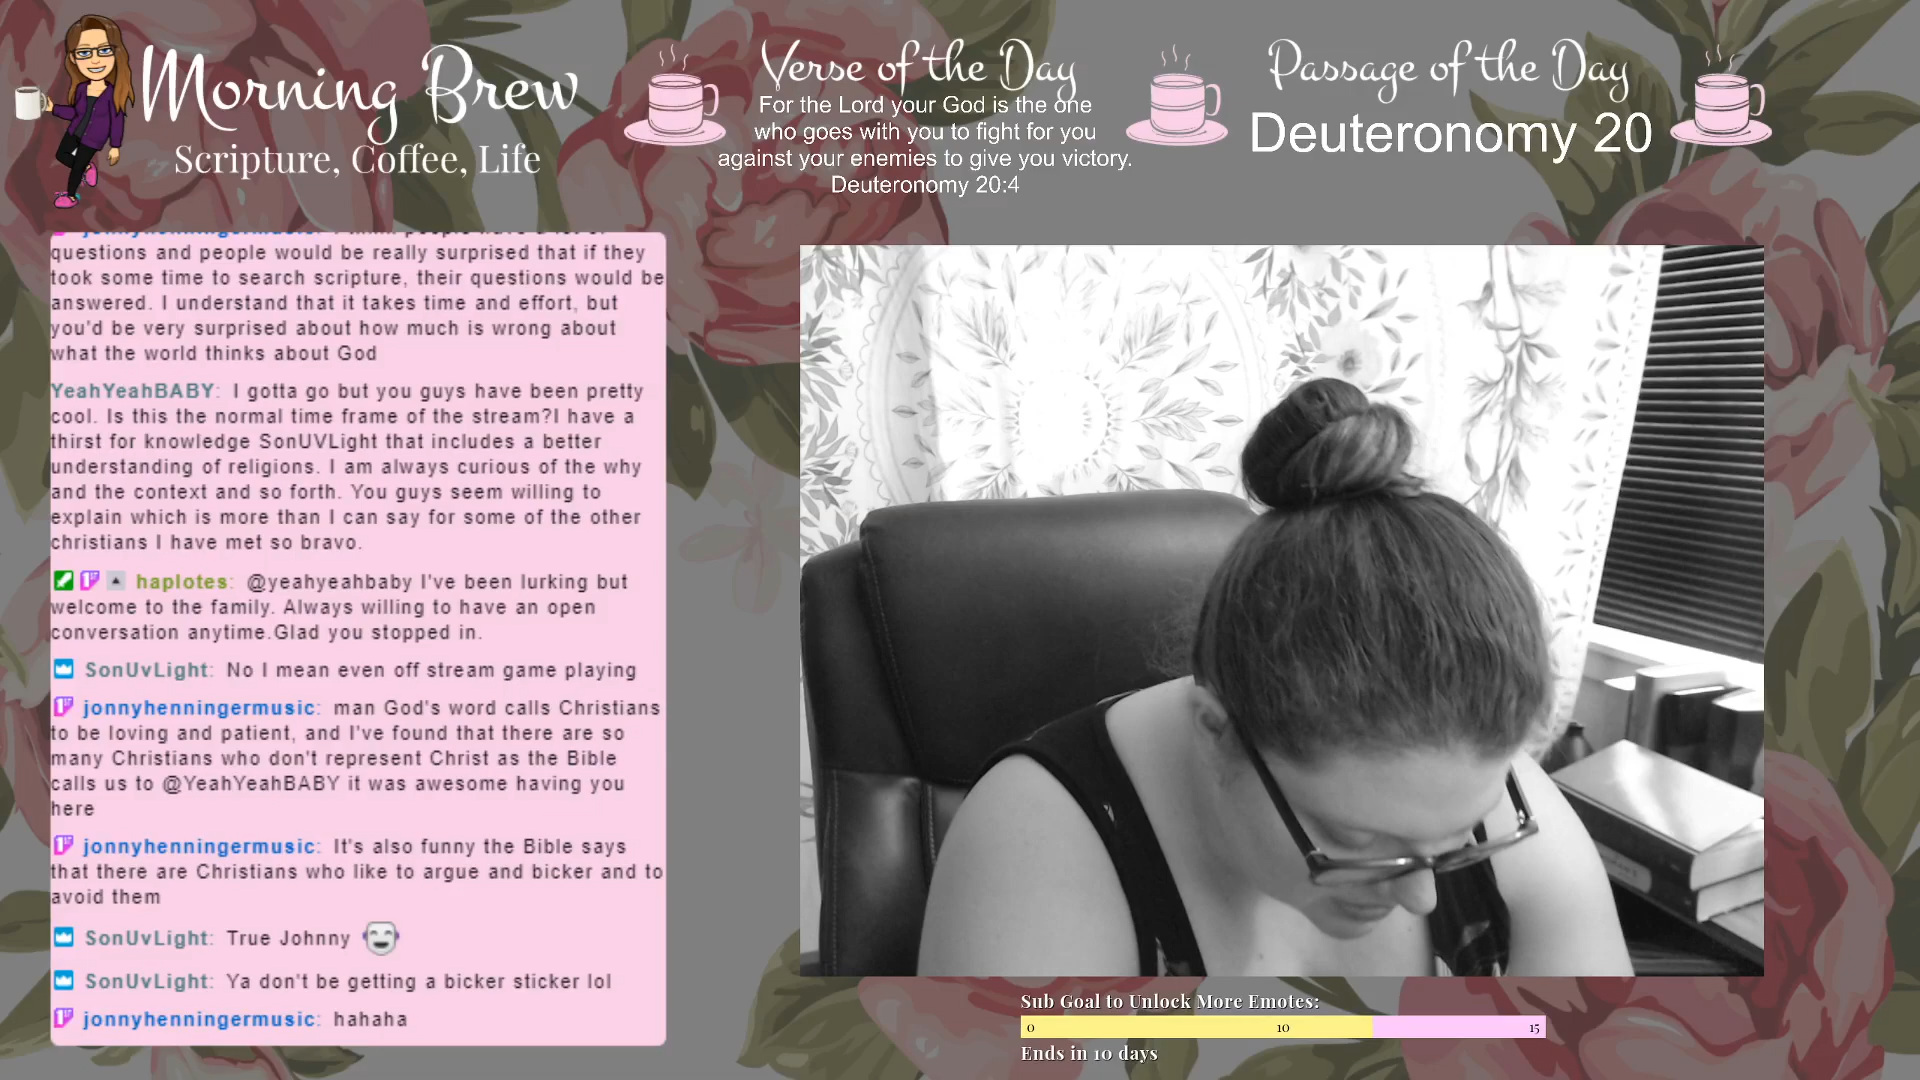 Morning Brew
Scripture, Coffee, Life
Verse of the Day
For the Lord your God is the one
who goes with you to fight for you
against your enemies to give you victory.
Deuteronomy 20:4
Passage of the Day
Deuteronomy 20
questions and people would be really surprised that if they
took some time to search scripture, their questions would be
answered. I understand that it takes time and effort, but
you'd be very surprised about how much is wrong about
what the world thinks about God
YeahYeahBABY: I gotta go but you guys have been pretty
cool. Is this the normal time frame of the stream?I have a
thirst for knowledge SonUVLight that includes a better
understanding of religions. I am always curious of the why
and the context and so forth. You guys seem willing to
explain which is more than I can say for some of the other
christians I have met so bravo.
haplotes: @yeahyeahbaby I've been lurking but
welcome to the family. Always willing to have an open
conversation anytime.Glad you stopped in.
SonUvLight: No I mean even off stream game playing
jonnyhenningermusic: man God's word calls Christians
to be loving and patient, and I've found that there are so
many Christians who don't represent Christ as the Bible
calls us to @YeahYeahBABY it was awesome having you
here
jonnyhenningermusic: It's also funny the Bible says
that there are Christians who like to argue and bicker and to
avoid them
SonUvLight: True Johnny
SonUvLight: Ya don't be getting a bicker sticker lol
jonnyhenningermusic: hahaha
Sub Goal to Unlock More Emotes:
0 10 15
Ends in 10 days